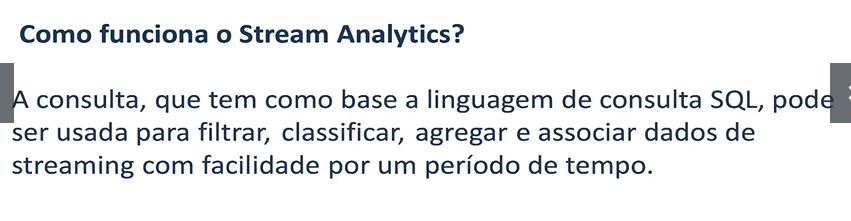 Como funciona o Stream Analytics?
A consulta, que tem como base a linguagem de consulta SQL, pode
ser usada para filtrar, classificar, agregar e associar dados de
streaming com facilidade por um período de tempo.